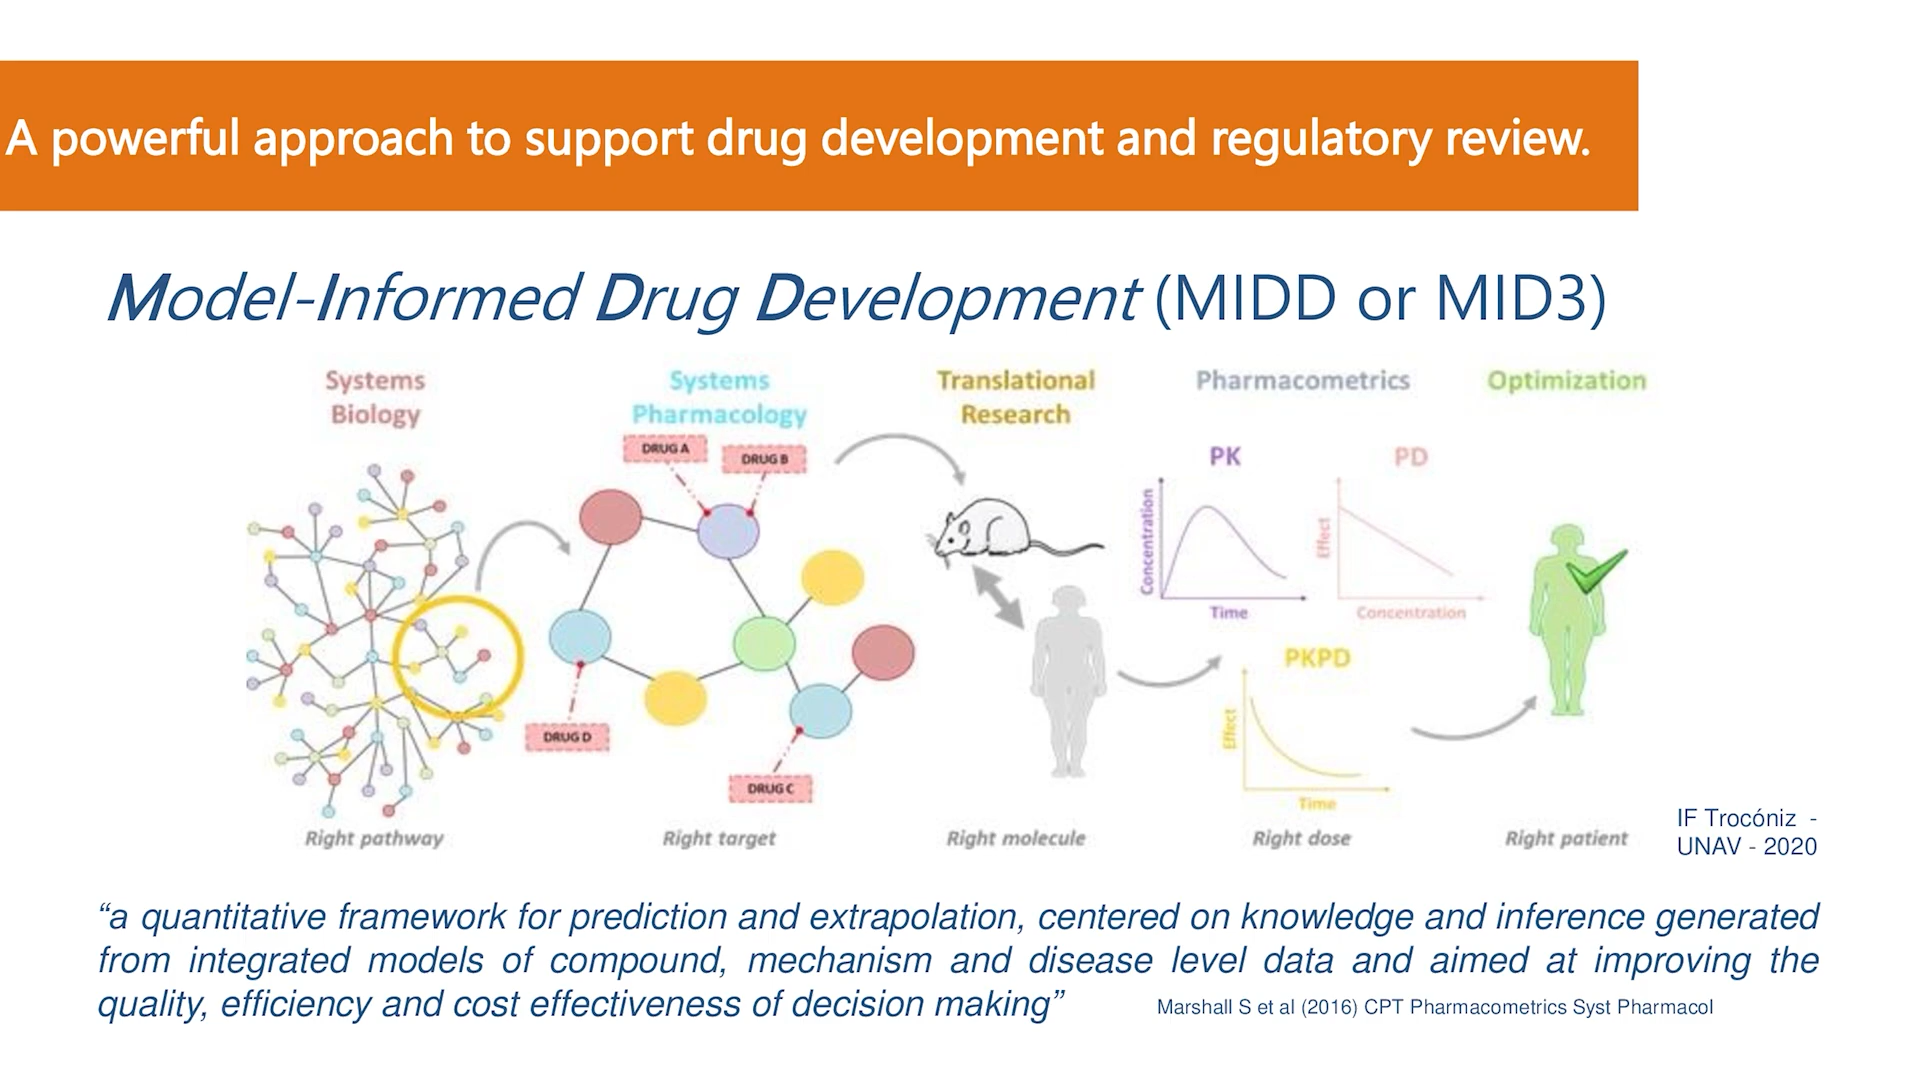 A powerful approach to support drug development and regulatory review.
Model-Informed Drug Development (MIDD or MID3)
Systems
Biology
Systems
Pharmacology
Translational
Research
Pharmacometrics
Optimization
DRUG A
DRUG B
DRUG D
DRUG C
PK
Concentration
Time
PD
Effect
Concentration
PKPD
Effect
Time
Right pathway
Right target
Right molecule
Right dose
Right patient
IF Trocóniz -
UNAV - 2020
“a quantitative framework for prediction and extrapolation, centered on knowledge and inference generated
from integrated models of compound, mechanism and disease level data and aimed at improving the
quality, efficiency and cost effectiveness of decision making”
Marshall S et al (2016) CPT Pharmacometrics Syst Pharmacol